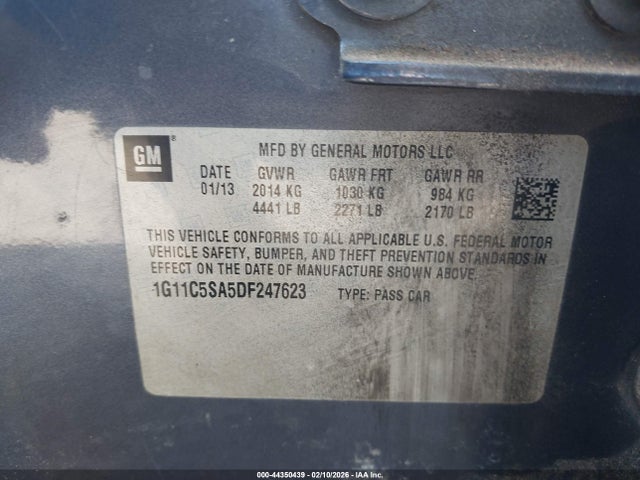 GM
MFD BY GENERAL MOTORS LLC
DATE GVWR GAWR FRT GAWR RR
01/13 2014 KG 1030 KG 984 KG
4441 LB 2271 LB 2170 LB
THIS VEHICLE CONFORMS TO ALL APPLICABLE U.S. FEDERAL MOTOR
VEHICLE SAFETY, BUMPER, AND THEFT PREVENTION STANDARDS IN
EFFECT ON THE DATE OF MANUFACTURE SHOWN ABOVE.
1G11C5SA5DF247623 TYPE: PASS CAR
000-44350439 - 02/10/2026 - IAAI.com